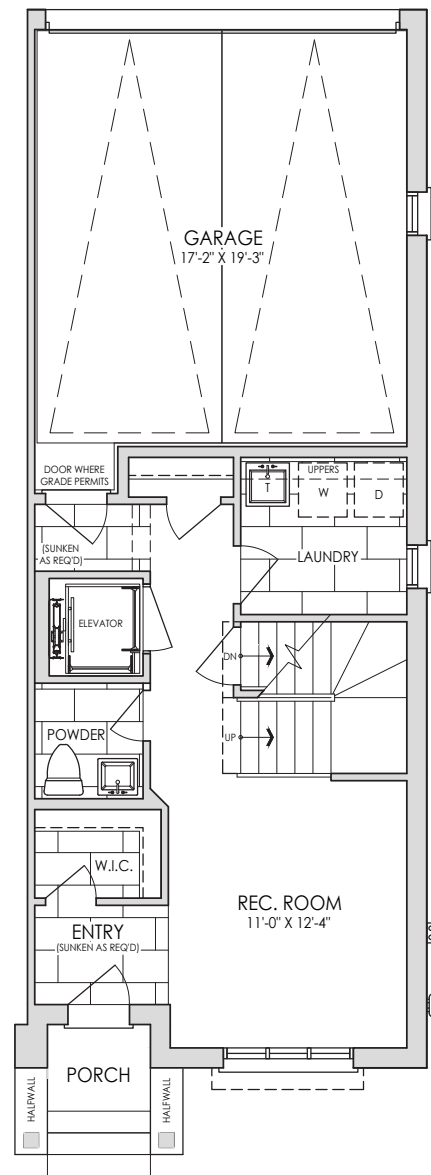 GARAGE
17'-2" X 19'-3"
DOOR WHERE
GRADE PERMITS
UPPERS
T
W
D
(SUNKEN
AS REQ'D)
LAUNDRY
ELEVATOR
DN
POWDER
UP
W.I.C.
REC. ROOM
11'-0" X 12'-4"
ENTRY
(SUNKEN AS REQ'D)
PORCH
HALFWALL
HALFWALL